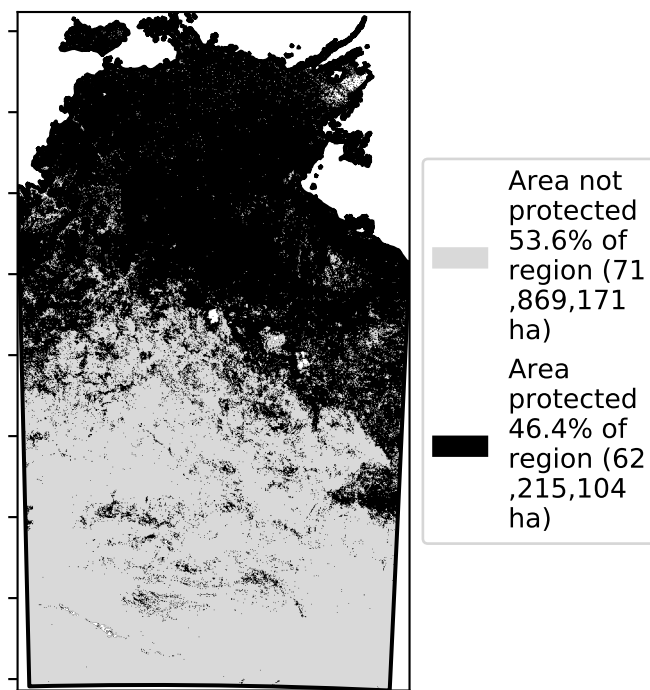 Area not
protected
53.6% of
region (71
,869,171
ha)
Area
protected
46.4% of
region (62
,215,104
ha)